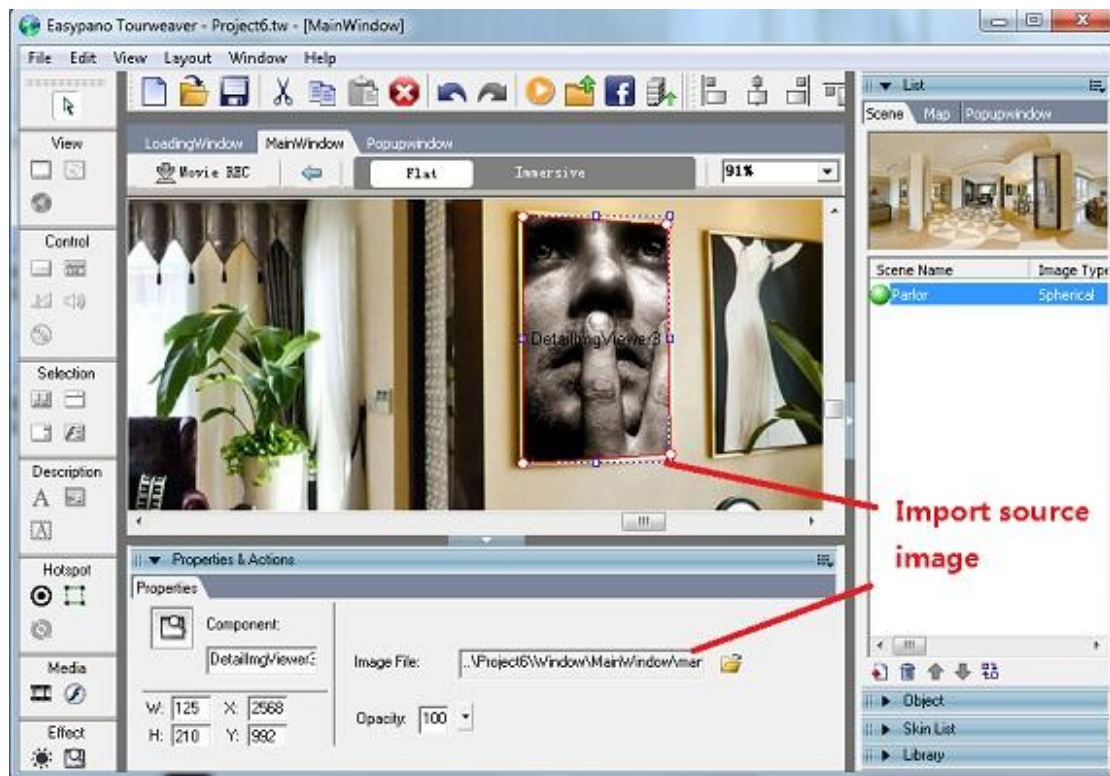 Easypano Tourweaver - Project6.tw - [MainWindow]
File Edit View Layout Window Help
View
Control
Selection
Description
Hotspot
Media
Effect
LoadingWindow MainWindow Popupwindow
Movie REC Flat Immersive 91%
DetailImgViewer3
Properties & Actions
Properties
Component:
DetailImgViewer3
Image File: ..\Project6\Window\MainWindow\mar
W: 125 X: 2568
H: 210 Y: 992
Opacity: 100
List
Scene Map Popupwindow
Scene Name Image Type
Parlor Spherical
Import source
image
Object
Skin List
Library